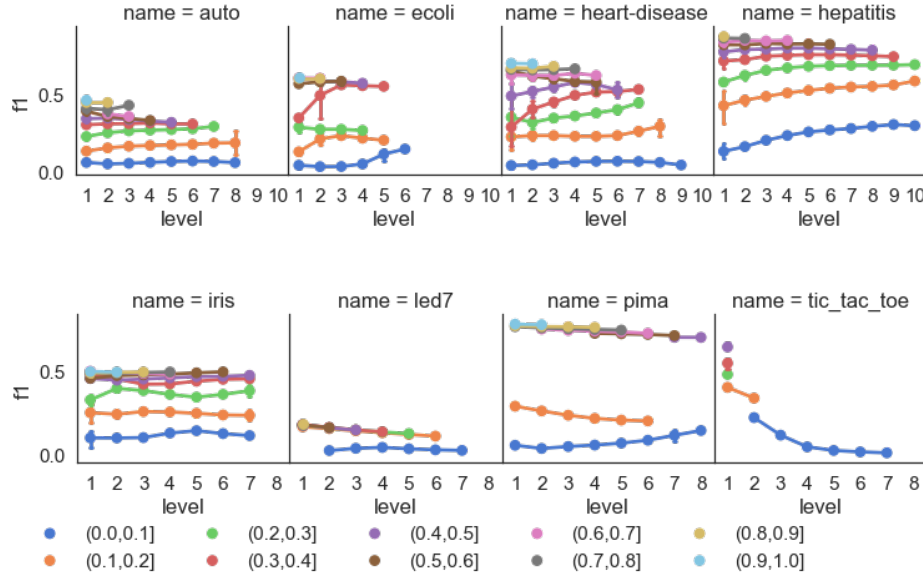 name = auto
name = ecoli
name = heart-disease
name = hepatitis
f1
0.5
0.0
1 2 3 4 5 6 7 8 9 10
1 2 3 4 5 6 7 8 9 10
1 2 3 4 5 6 7 8 9 10
1 2 3 4 5 6 7 8 9 10
level
level
level
level
name = iris
name = led7
name = pima
name = tic_tac_toe
f1
0.5
0.0
1 2 3 4 5 6 7 8
1 2 3 4 5 6 7 8
1 2 3 4 5 6 7 8
1 2 3 4 5 6 7 8
level
level
level
level
(0.0,0.1] (0.2,0.3] (0.4,0.5] (0.6,0.7] (0.8,0.9]
(0.1,0.2] (0.3,0.4] (0.5,0.6] (0.7,0.8] (0.9,1.0]